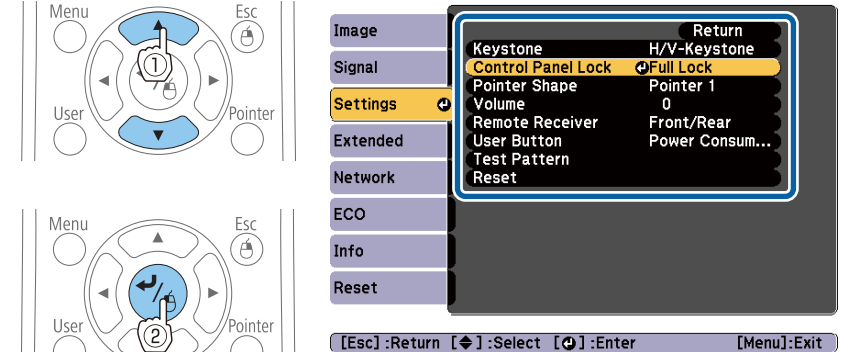 Menu
Esc
1
User
Pointer
Menu
Esc
User
Pointer
2
Image
Signal
Settings
Extended
Network
ECO
Info
Reset
Return
Keystone H/V-Keystone
Control Panel Lock Full Lock
Pointer Shape Pointer 1
Volume 0
Remote Receiver Front/Rear
User Button Power Consum...
Test Pattern
Reset
[Esc] :Return [ ] :Select [ ] :Enter [Menu]:Exit